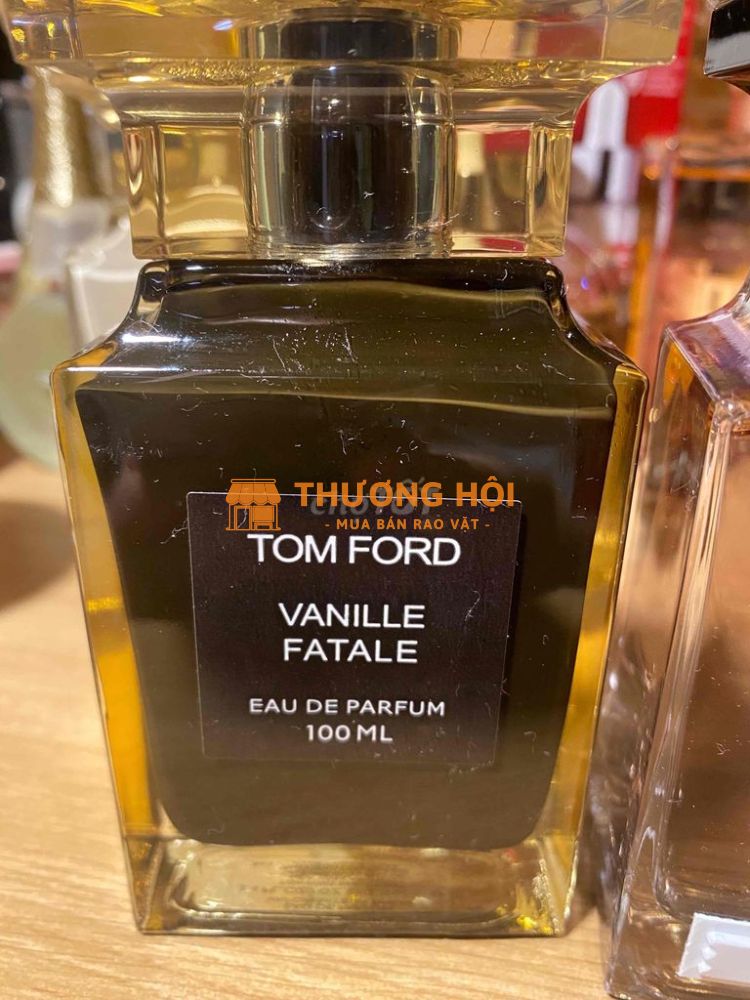 THƯƠNG HỘI
- MUA BÁN RAO VẶT -
TOM FORD
VANILLE
FATALE
EAU DE PARFUM
100 ML